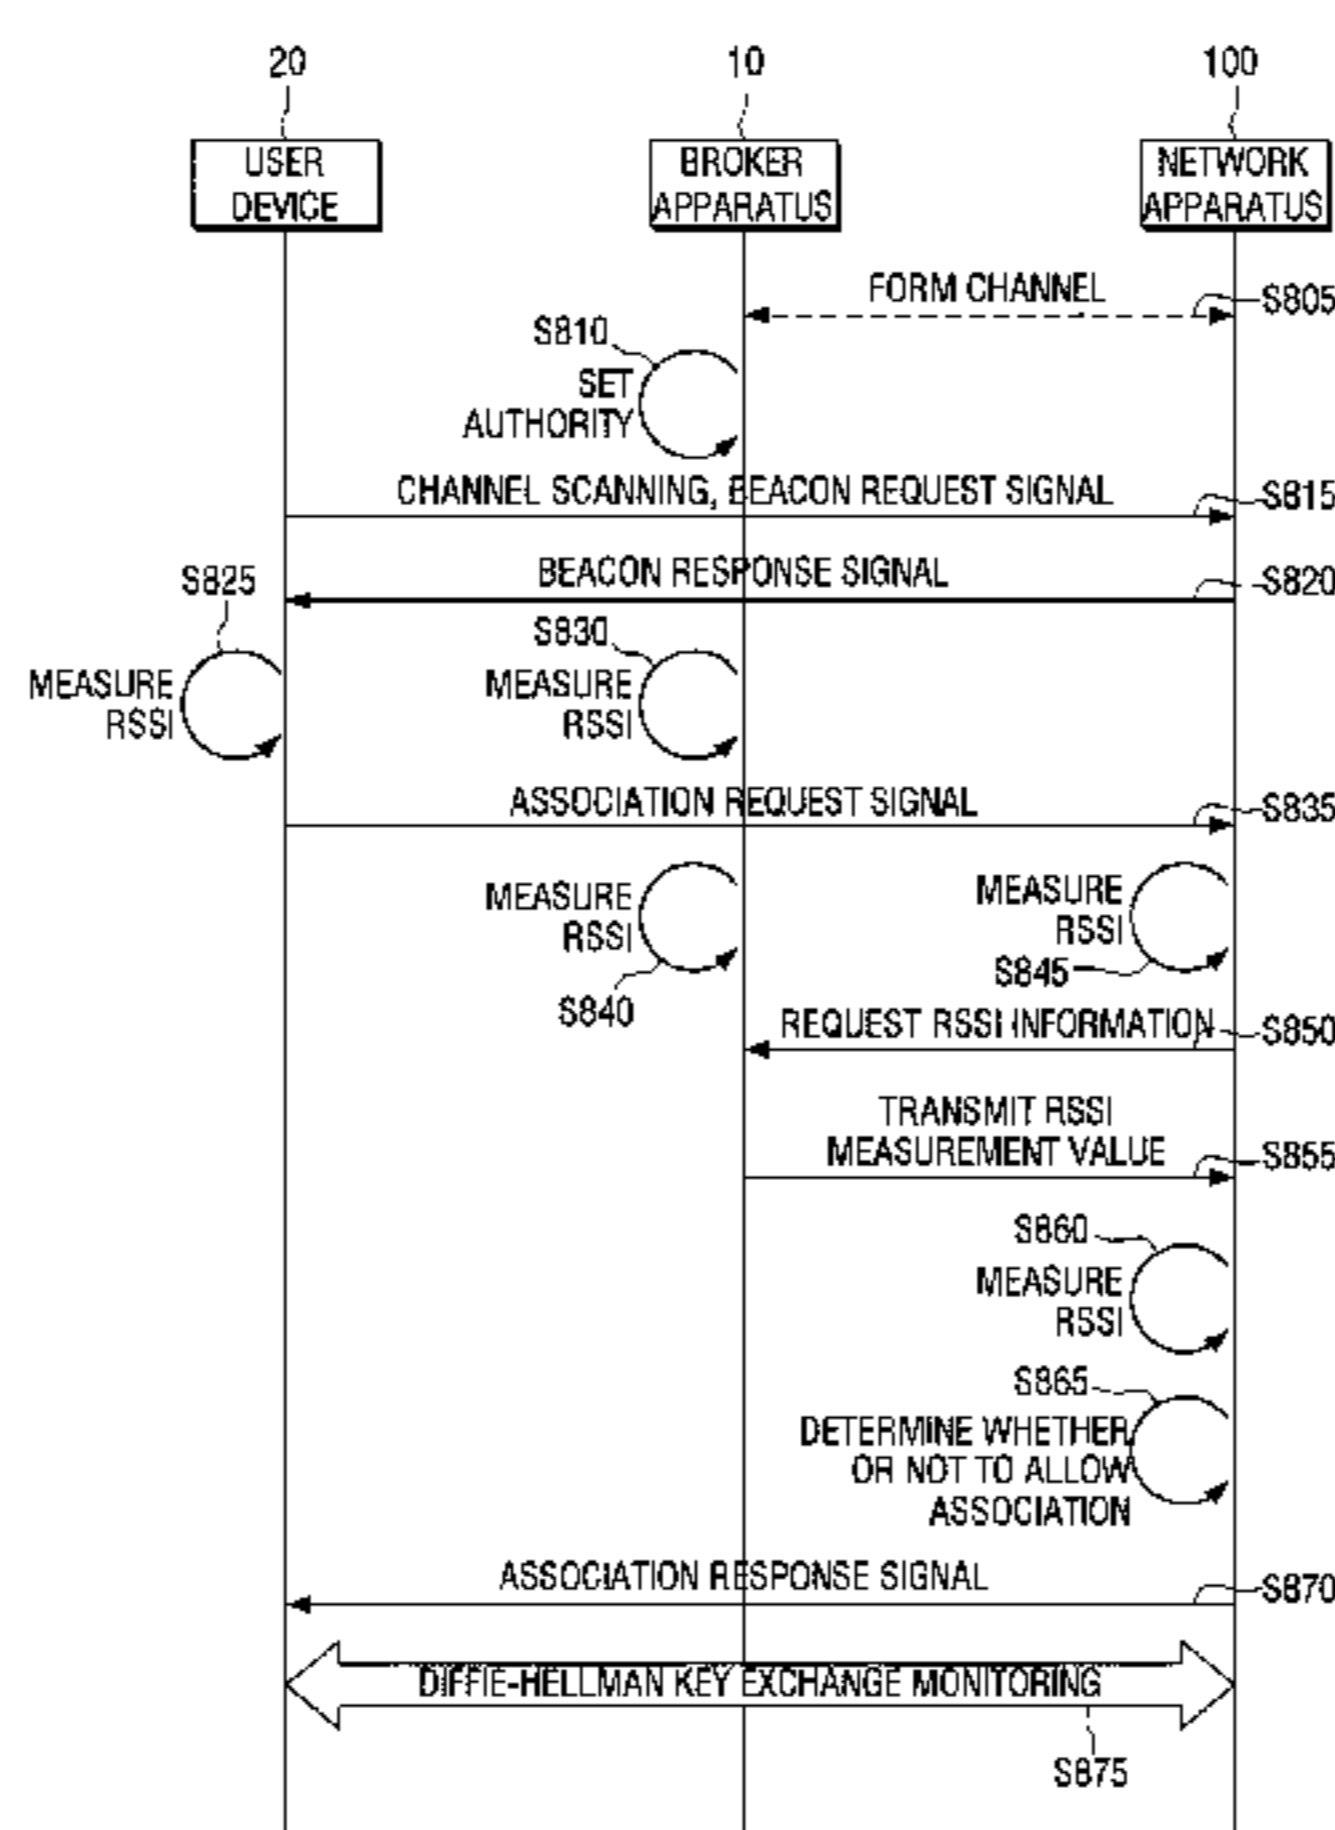 20
10
100
USER
DEVICE
BROKER
APPARATUS
NETWORK
APPARATUS
FORM CHANNEL
S805
S810
SET
AUTHORITY
CHANNEL SCANNING, BEACON REQUEST SIGNAL
S815
BEACON RESPONSE SIGNAL
S820
S825
MEASURE
RSSI
S830
MEASURE
RSSI
ASSOCIATION REQUEST SIGNAL
S835
MEASURE
RSSI
S840
MEASURE
RSSI
S845
REQUEST RSSI INFORMATION
S850
TRANSMIT RSSI
MEASUREMENT VALUE
S855
S860
MEASURE
RSSI
S865
DETERMINE WHETHER
OR NOT TO ALLOW
ASSOCIATION
ASSOCIATION RESPONSE SIGNAL
S870
DIFFIE-HELLMAN KEY EXCHANGE MONITORING
S875